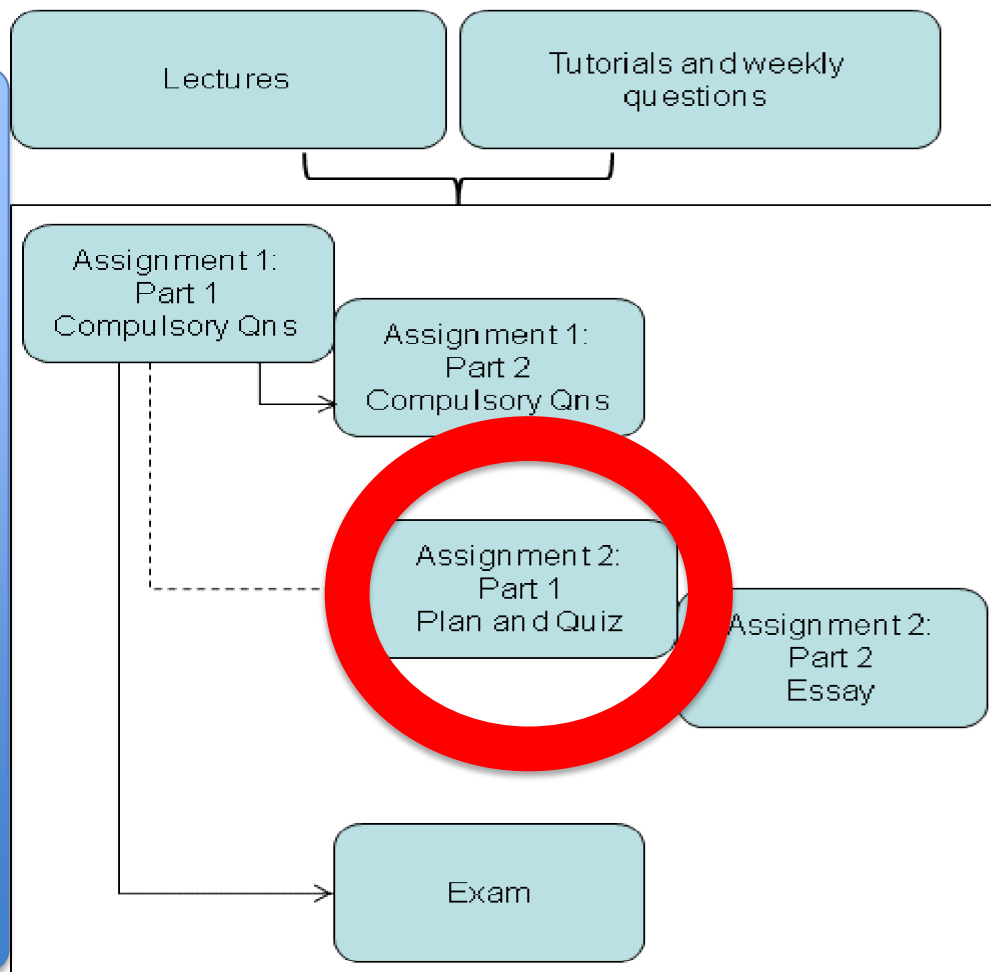 Lectures
Tutorials and weekly
questions
Assignment 1:
Part 1
Compulsory Qns
Assignment 1:
Part 2
Compulsory Qns
Assignment 2:
Part 1
Plan and Quiz
Assignment 2:
Part 2
Essay
Exam